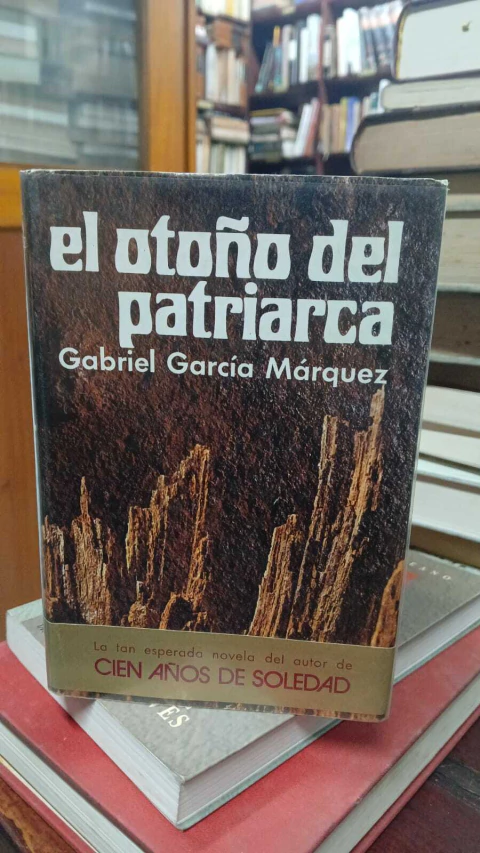 el otoño del
patriarca
Gabriel García Márquez
La tan esperada novela del autor de
CIEN AÑOS DE SOLEDAD